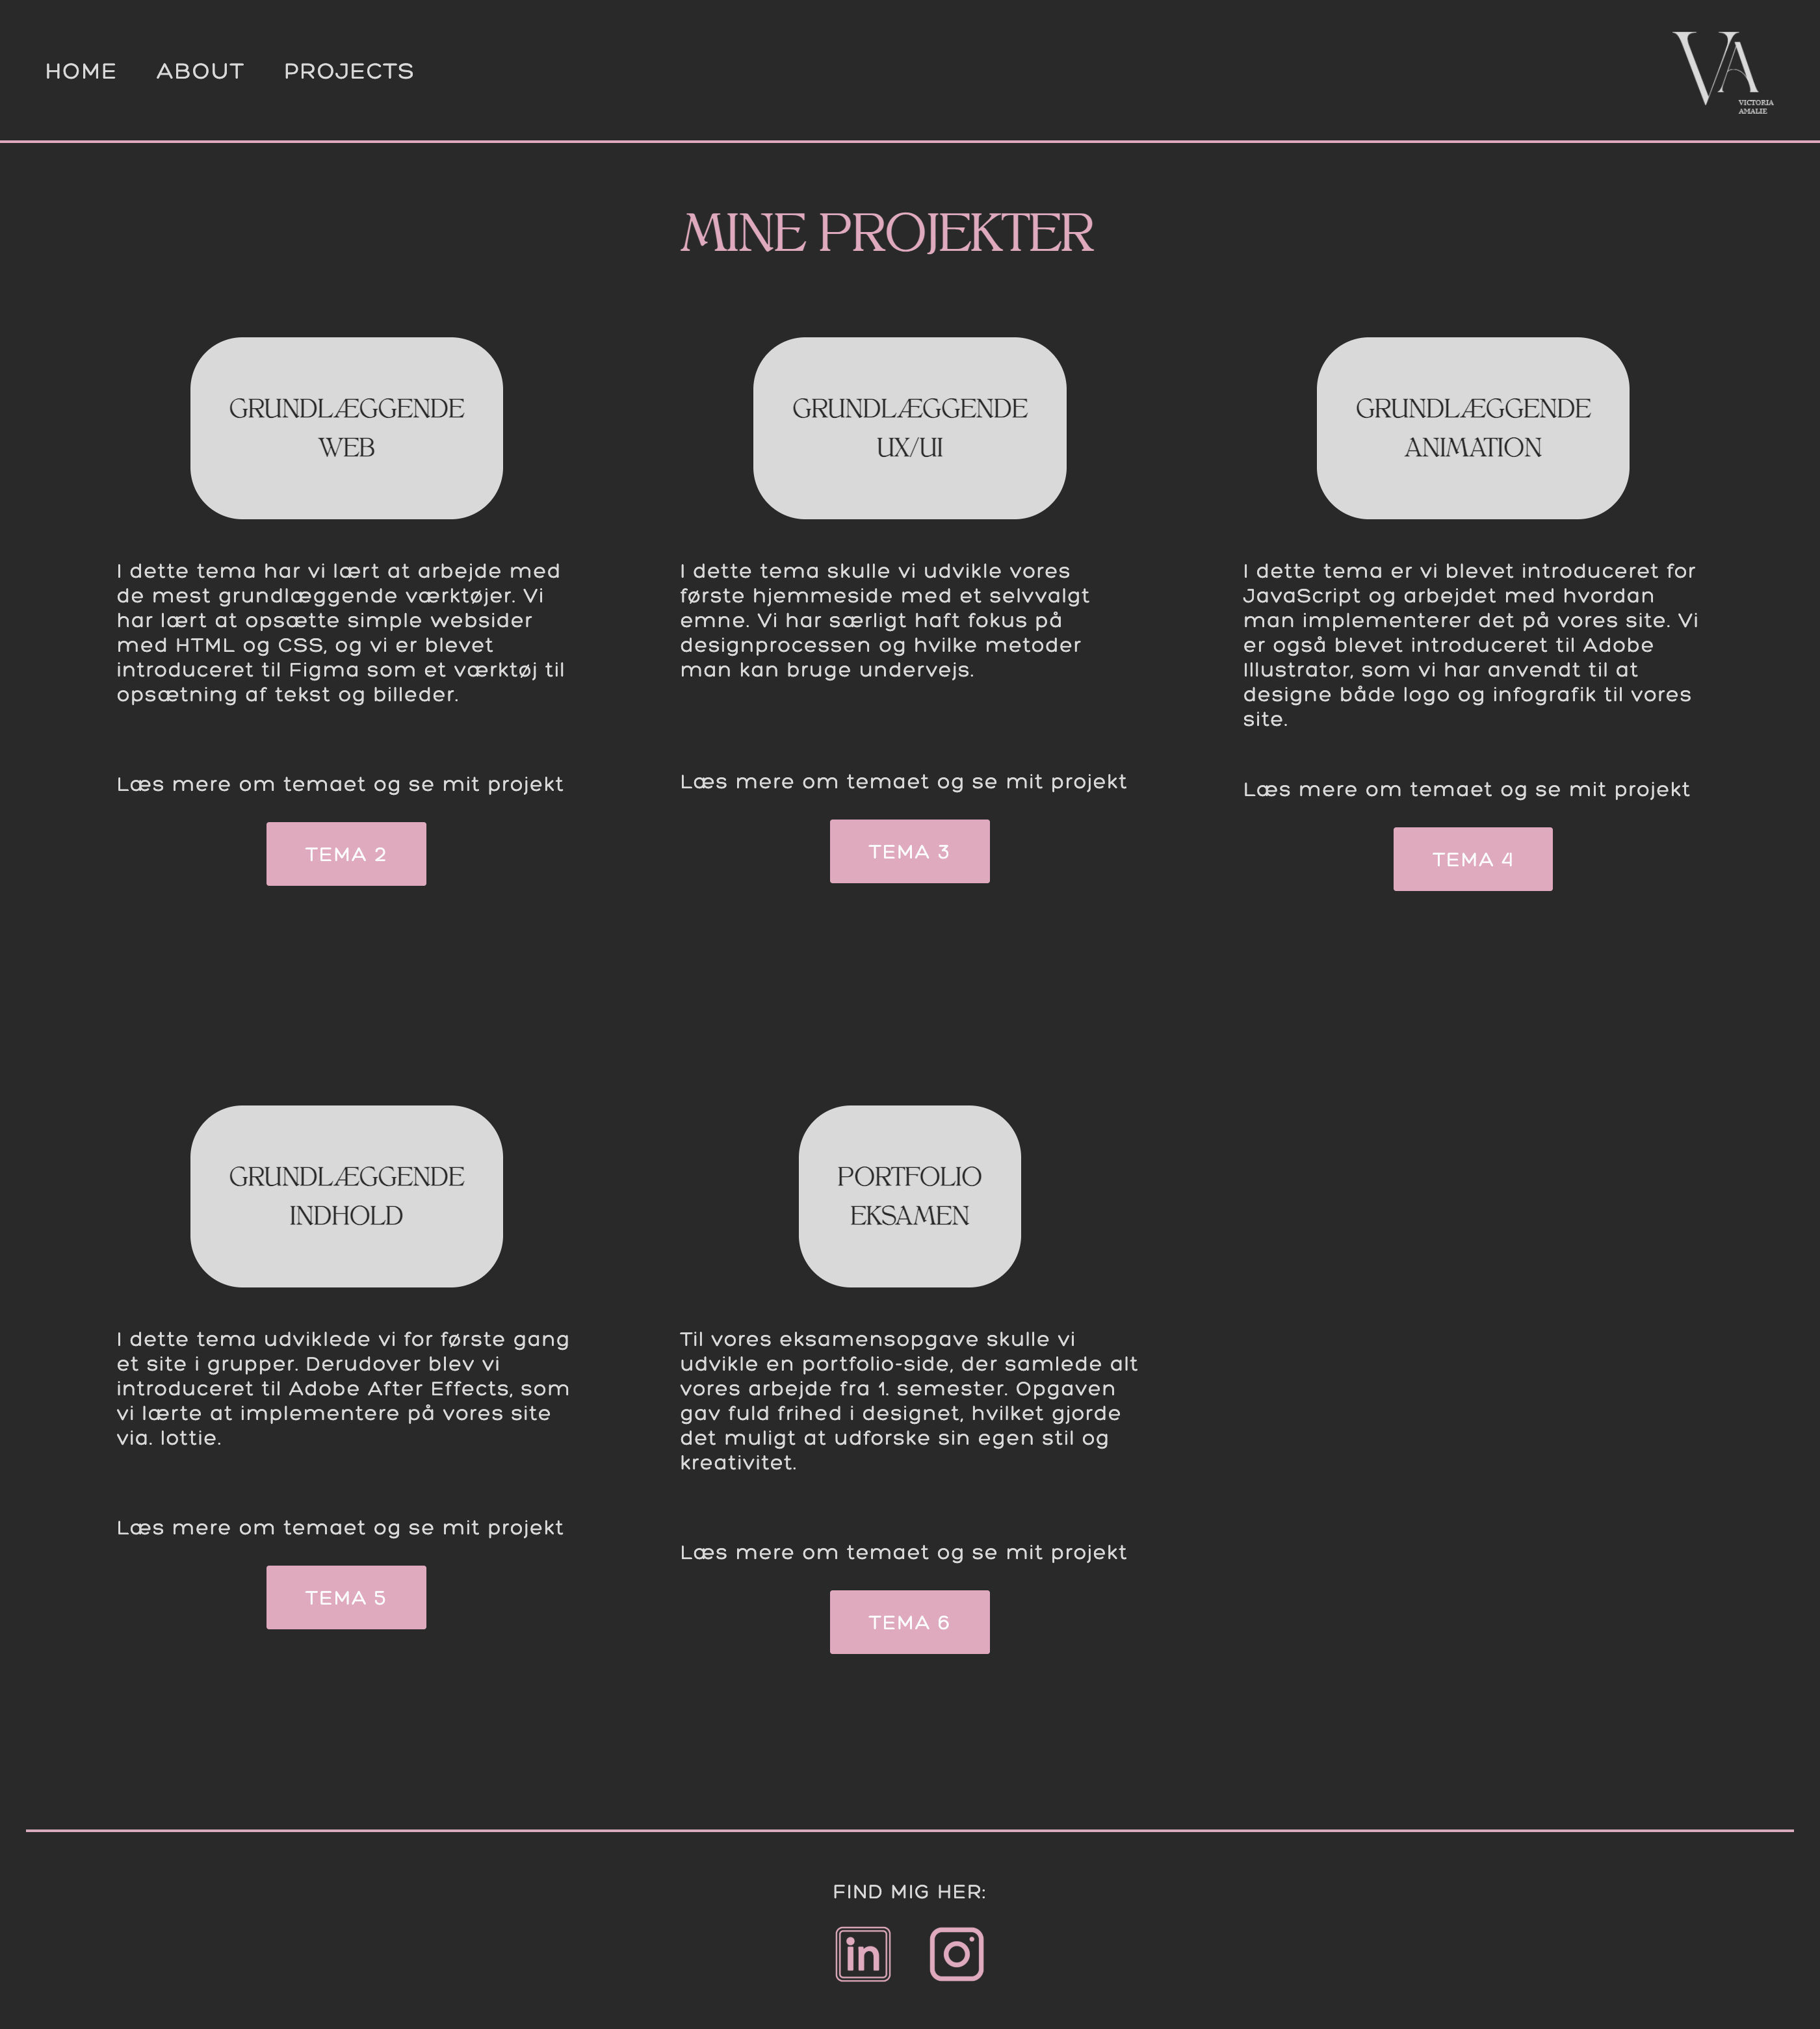 HOME ABOUT PROJECTS
VA
VICTORIA
AMALIE
MINE PROJEKTER
GRUNDLÆGGENDE
WEB
I dette tema har vi lært at arbejde med
de mest grundlæggende værktøjer. Vi
har lært at opsætte simple websider
med HTML og CSS, og vi er blevet
introduceret til Figma som et værktøj til
opsætning af tekst og billeder.
Læs mere om temaet og se mit projekt
TEMA 2
GRUNDLÆGGENDE
UX/UI
I dette tema skulle vi udvikle vores
første hjemmeside med et selvvalgt
emne. Vi har særligt haft fokus på
designprocessen og hvilke metoder
man kan bruge undervejs.
Læs mere om temaet og se mit projekt
TEMA 3
GRUNDLÆGGENDE
ANIMATION
I dette tema er vi blevet introduceret for
JavaScript og arbejdet med hvordan
man implementerer det på vores site. Vi
er også blevet introduceret til Adobe
Illustrator, som vi har anvendt til at
designe både logo og infografik til vores
site.
Læs mere om temaet og se mit projekt
TEMA 4
GRUNDLÆGGENDE
INDHOLD
I dette tema udviklede vi for første gang
et site i grupper. Derudover blev vi
introduceret til Adobe After Effects, som
vi lærte at implementere på vores site
via. lottie.
Læs mere om temaet og se mit projekt
TEMA 5
PORTFOLIO
EKSAMEN
Til vores eksamensopgave skulle vi
udvikle en portfolio-side, der samlede alt
vores arbejde fra 1. semester. Opgaven
gav fuld frihed i designet, hvilket gjorde
det muligt at udforske sin egen stil og
kreativitet.
Læs mere om temaet og se mit projekt
TEMA 6
FIND MIG HER:
in